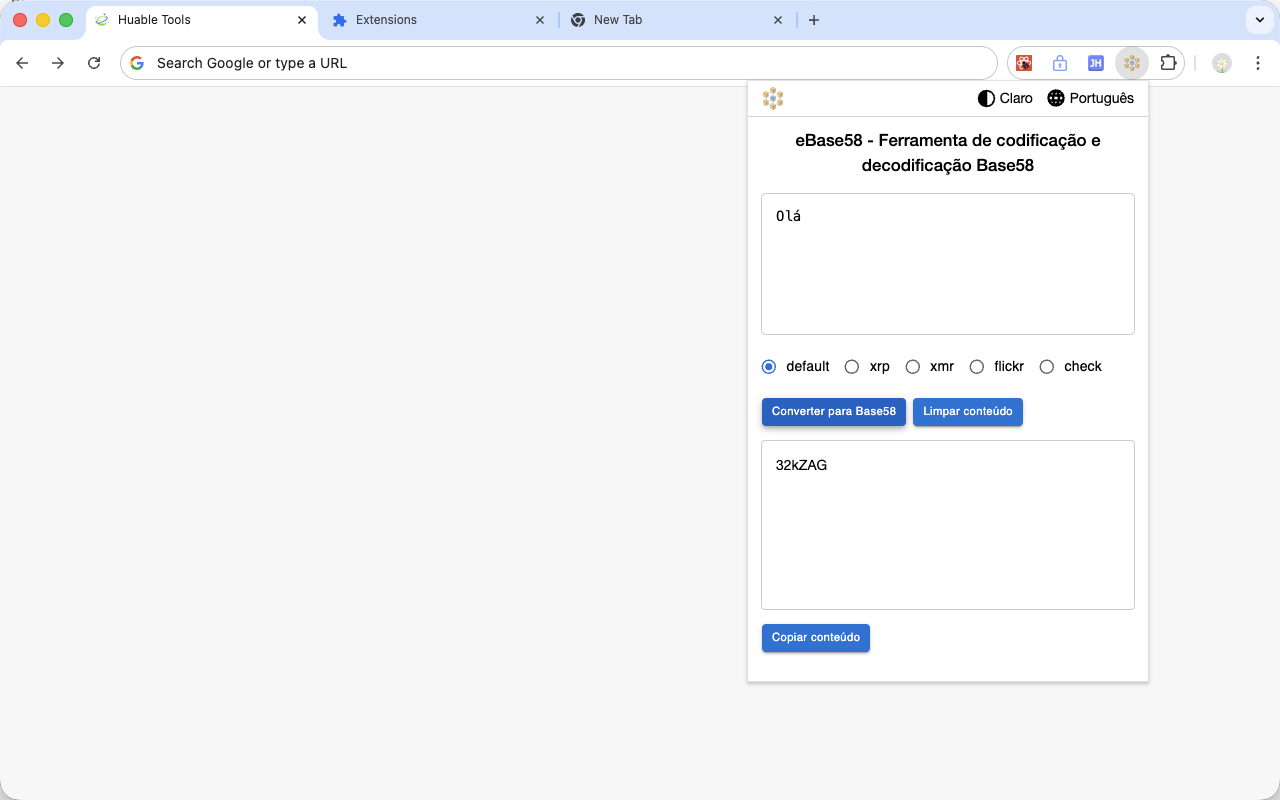 Huable Tools
Extensions
New Tab
Search Google or type a URL
JH
Claro
Português
eBase58 - Ferramenta de codificação e
decodificação Base58
Olá
default xrp xmr flickr check
Converter para Base58
Limpar conteúdo
32kZAG
Copiar conteúdo